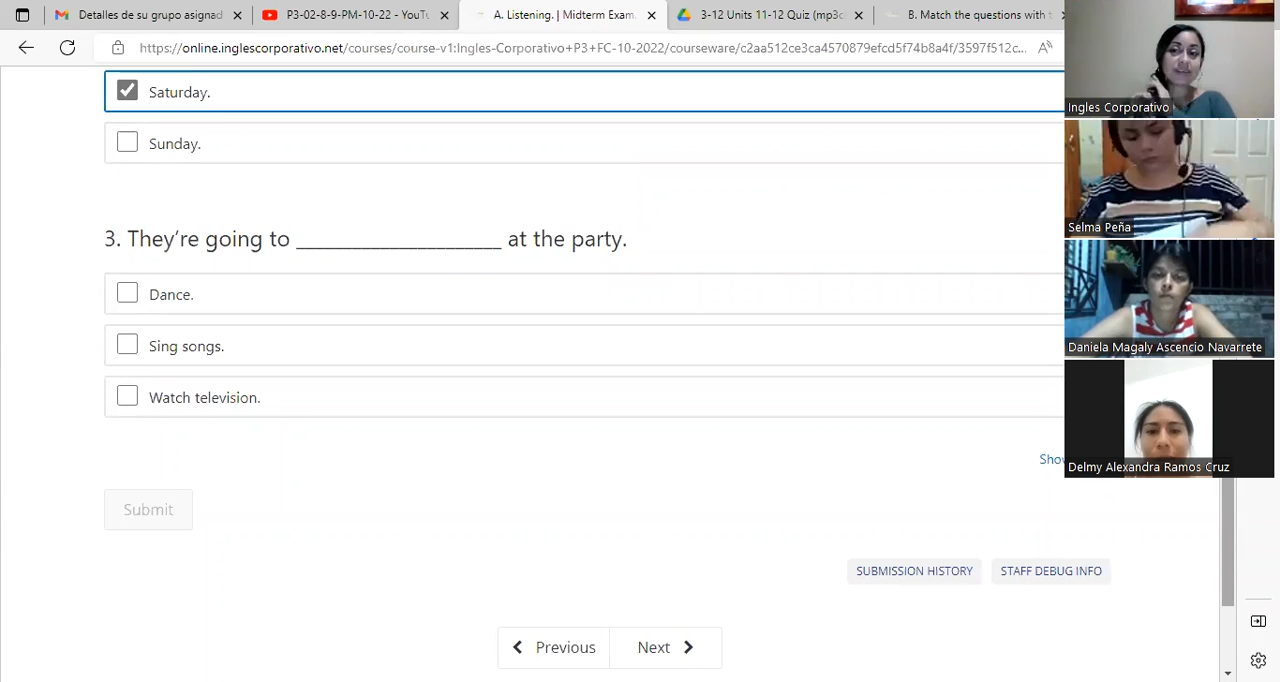 Detalles de su grupo asignad
P3-02-8-9-PM-10-22 - YouTu
A. Listening. | Midterm Exam.
3-12 Units 11-12 Quiz (mp3c
B. Match the questions with t
https://online.inglescorporativo.net/courses/course-v1:Ingles-Corporativo+P3+FC-10-2022/courseware/c2aa512ce3ca4570879efcd5f74b8a4f/3597f512c...
Saturday.
Sunday.
3. They’re going to __________________ at the party.
Dance.
Sing songs.
Watch television.
Show
Submit
SUBMISSION HISTORY
STAFF DEBUG INFO
Previous
Next
Ingles Corporativo
Selma Peña
Daniela Magaly Ascencio Navarrete
Delmy Alexandra Ramos Cruz